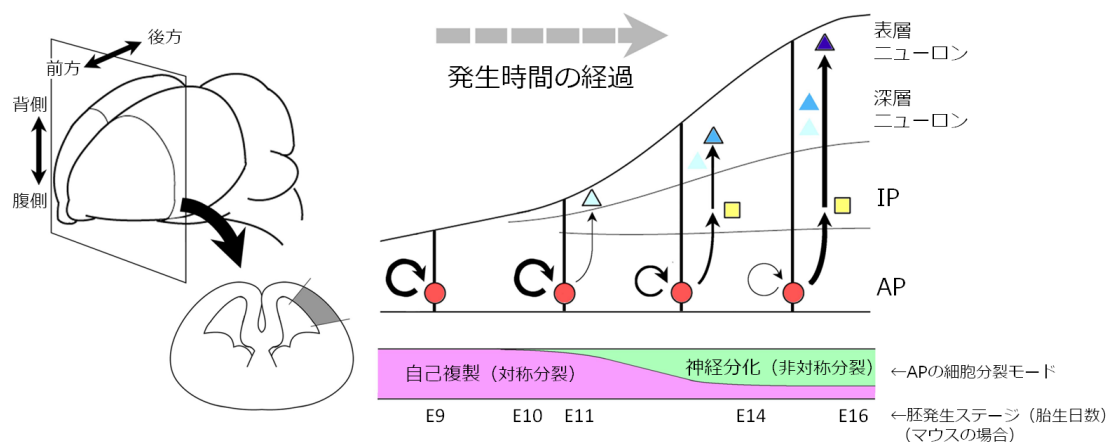 後方
前方
背側
腹側
発生時間の経過
表層
ニューロン
深層
ニューロン
IP
AP
自己複製（対称分裂）
神経分化（非対称分裂）
←APの細胞分裂モード
E9 E10 E11 E14 E16
←胚発生ステージ（胎生日数）
（マウスの場合）